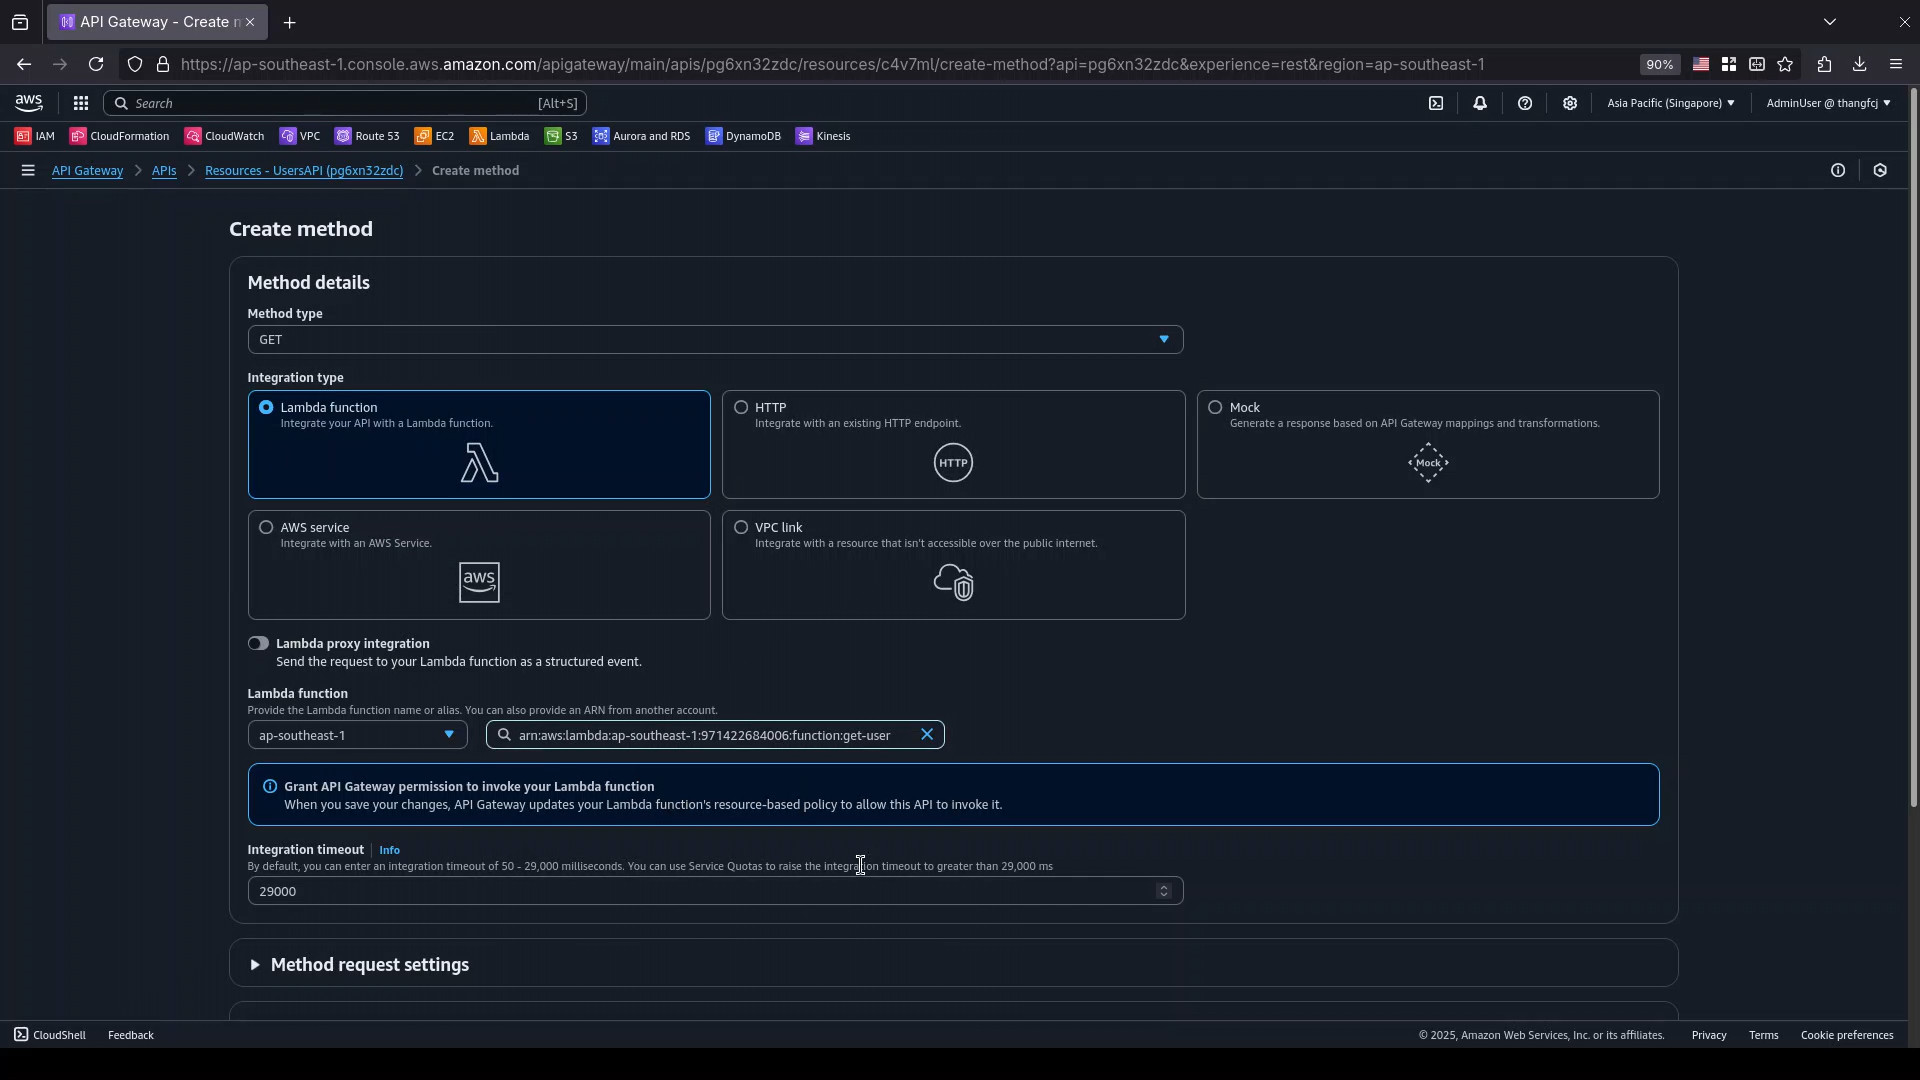 API Gateway - Create m
https://ap-southeast-1.console.aws.amazon.com/apigateway/main/apis/pg6xn32zdc/resources/c4v7ml/create-method?api=pg6xn32zdc&experience=rest&region=ap-southeast-1
90%
aws
Search
[Alt+S]
Asia Pacific (Singapore)
AdminUser @ thangfcj
IAM
CloudFormation
CloudWatch
VPC
Route 53
EC2
Lambda
S3
Aurora and RDS
DynamoDB
Kinesis
API Gateway
APIs
Resources - UsersAPI (pg6xn32zdc)
Create method
Create method
Method details
Method type
GET
Integration type
Lambda function
Integrate your API with a Lambda function.
HTTP
Integrate with an existing HTTP endpoint.
HTTP
Mock
Generate a response based on API Gateway mappings and transformations.
Mock
AWS service
Integrate with an AWS Service.
aws
VPC link
Integrate with a resource that isn't accessible over the public internet.
Lambda proxy integration
Send the request to your Lambda function as a structured event.
Lambda function
Provide the Lambda function name or alias. You can also provide an ARN from another account.
ap-southeast-1
arn:aws:lambda:ap-southeast-1:971422684006:function:get-user
Grant API Gateway permission to invoke your Lambda function
When you save your changes, API Gateway updates your Lambda function's resource-based policy to allow this API to invoke it.
Integration timeout
Info
By default, you can enter an integration timeout of 50 - 29,000 milliseconds. You can use Service Quotas to raise the integration timeout to greater than 29,000 ms
29000
Method request settings
CloudShell
Feedback
© 2025, Amazon Web Services, Inc. or its affiliates.
Privacy
Terms
Cookie preferences